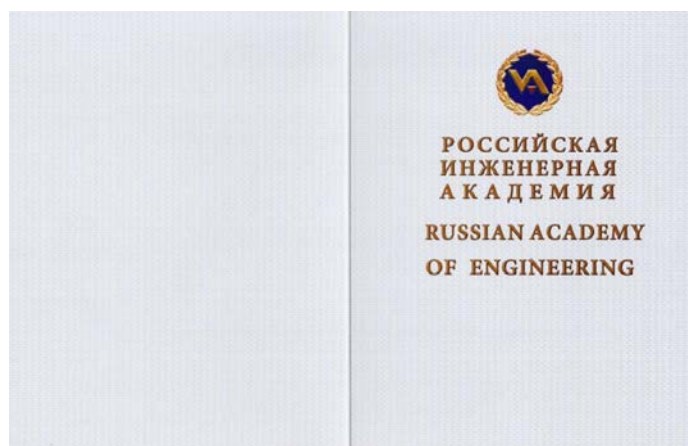 РОССИЙСКАЯ
ИНЖЕНЕРНАЯ
АКАДЕМИЯ
RUSSIAN ACADEMY
OF ENGINEERING